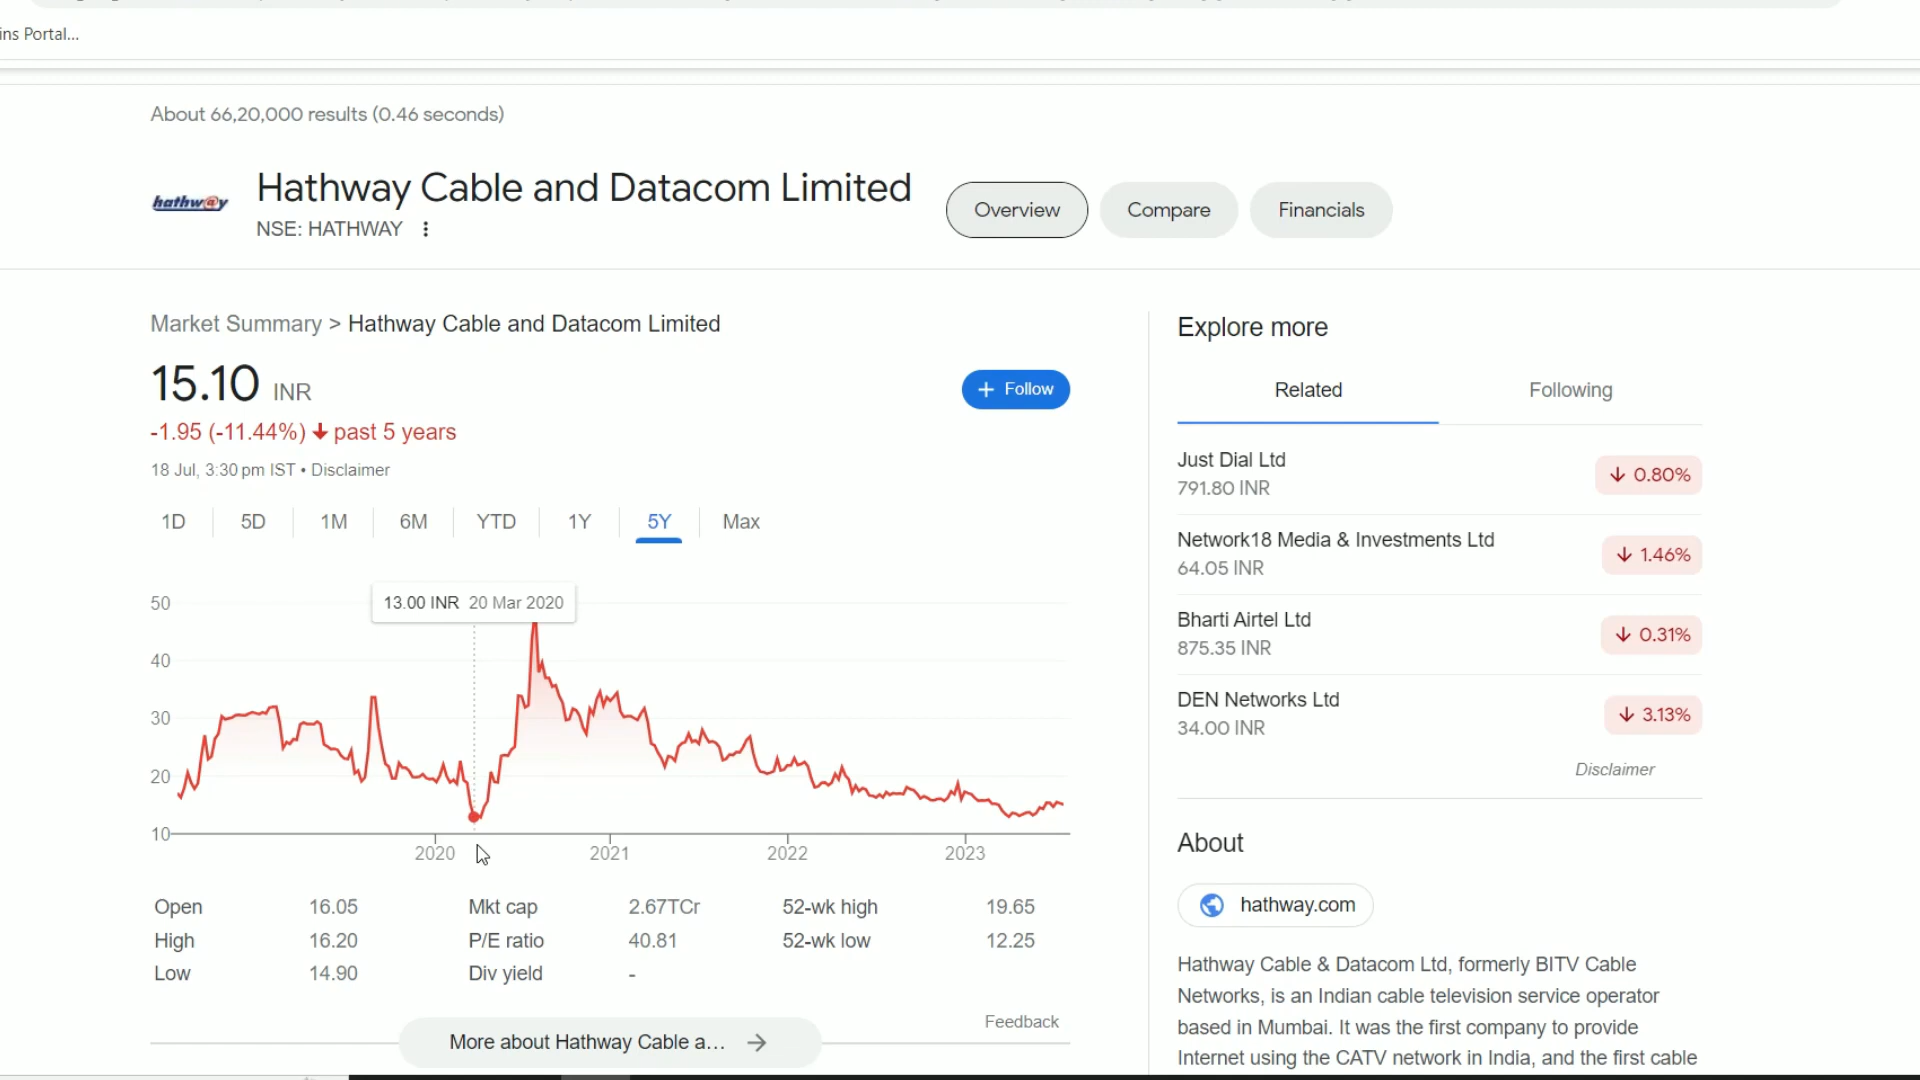 ins Portal...
About 66,20,000 results (0.46 seconds)
hathw@y
Hathway Cable and Datacom Limited
NSE: HATHWAY
Overview
Compare
Financials
Market Summary > Hathway Cable and Datacom Limited
15.10 INR
+ Follow
-1.95 (-11.44%) ↓ past 5 years
18 Jul, 3:30 pm IST • Disclaimer
1D 5D 1M 6M YTD 1Y 5Y Max
13.00 INR 20 Mar 2020
50
40
30
20
10
2020 2021 2022 2023
Open 16.05 Mkt cap 2.67TCr 52-wk high 19.65
High 16.20 P/E ratio 40.81 52-wk low 12.25
Low 14.90 Div yield -
Feedback
More about Hathway Cable a... →
Explore more
Related Following
Just Dial Ltd
791.80 INR
↓ 0.80%
Network18 Media & Investments Ltd
64.05 INR
↓ 1.46%
Bharti Airtel Ltd
875.35 INR
↓ 0.31%
DEN Networks Ltd
34.00 INR
↓ 3.13%
Disclaimer
About
hathway.com
Hathway Cable & Datacom Ltd, formerly BITV Cable
Networks, is an Indian cable television service operator
based in Mumbai. It was the first company to provide
Internet using the CATV network in India, and the first cable